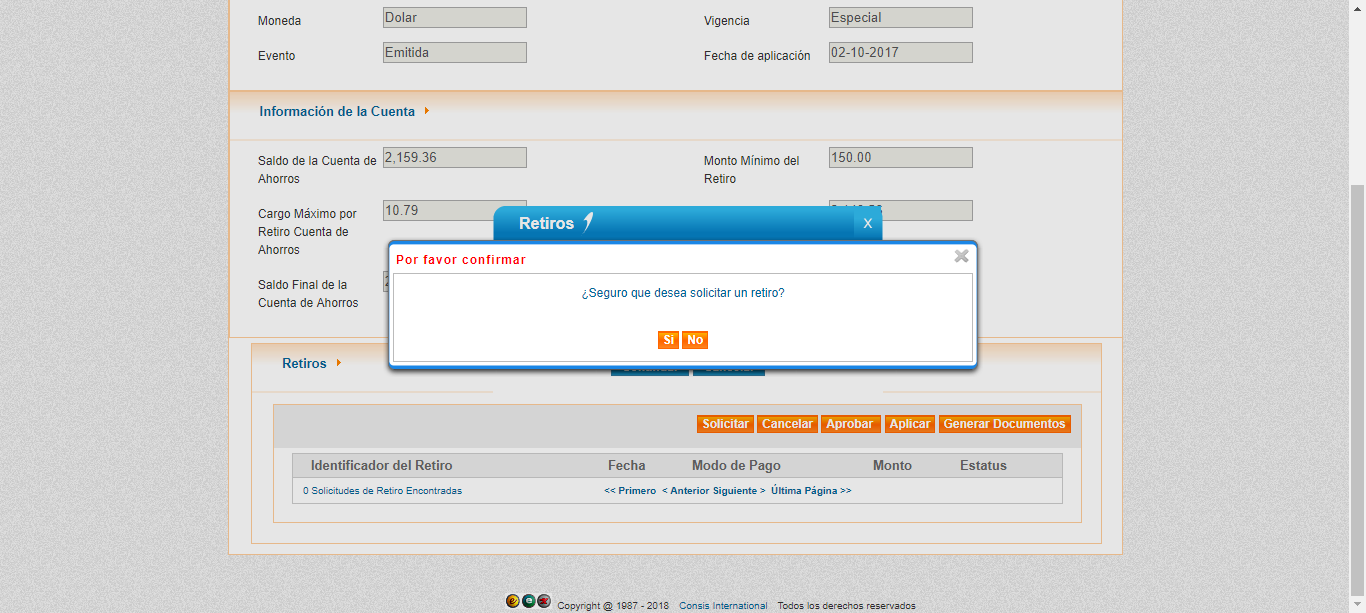 Moneda Dolar Vigencia Especial
Evento Emitida Fecha de aplicación 02-10-2017
Información de la Cuenta
Saldo de la Cuenta de Ahorros 2,159.36 Monto Mínimo del Retiro 150.00
Cargo Máximo por Retiro Cuenta de Ahorros 10.79
Retiros X
Por favor confirmar
¿Seguro que desea solicitar un retiro?
Si No
Saldo Final de la Cuenta de Ahorros
Retiros
Solicitar Cancelar Aprobar Aplicar Generar Documentos
Identificador del Retiro Fecha Modo de Pago Monto Estatus
0 Solicitudes de Retiro Encontradas << Primero < Anterior Siguiente > Última Página >>
Copyright @ 1987 - 2018 Consis International Todos los derechos reservados